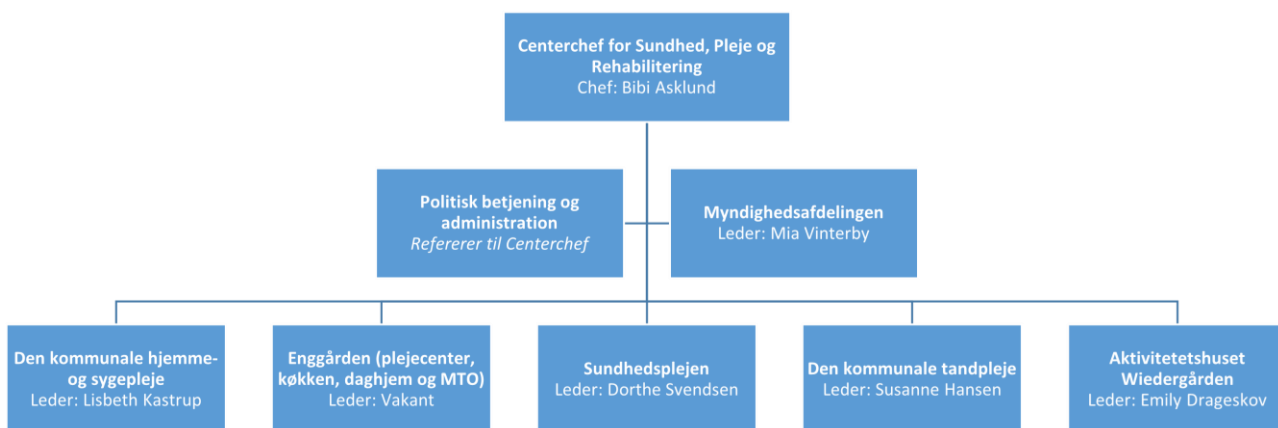 Centerchef for Sundhed, Pleje og
Rehabilitering
Chef: Bibi Asklund
Politisk betjening og
administration
Refererer til Centerchef
Myndighedsafdelingen
Leder: Mia Vinterby
Den kommunale hjemme-
og sygepleje
Leder: Lisbeth Kastrup
Enggården (plejecenter,
køkken, daghjem og MTO)
Leder: Vakant
Sundhedsplejen
Leder: Dorthe Svendsen
Den kommunale tandpleje
Leder: Susanne Hansen
Aktivitetshuset
Wiedergården
Leder: Emily Drageskov